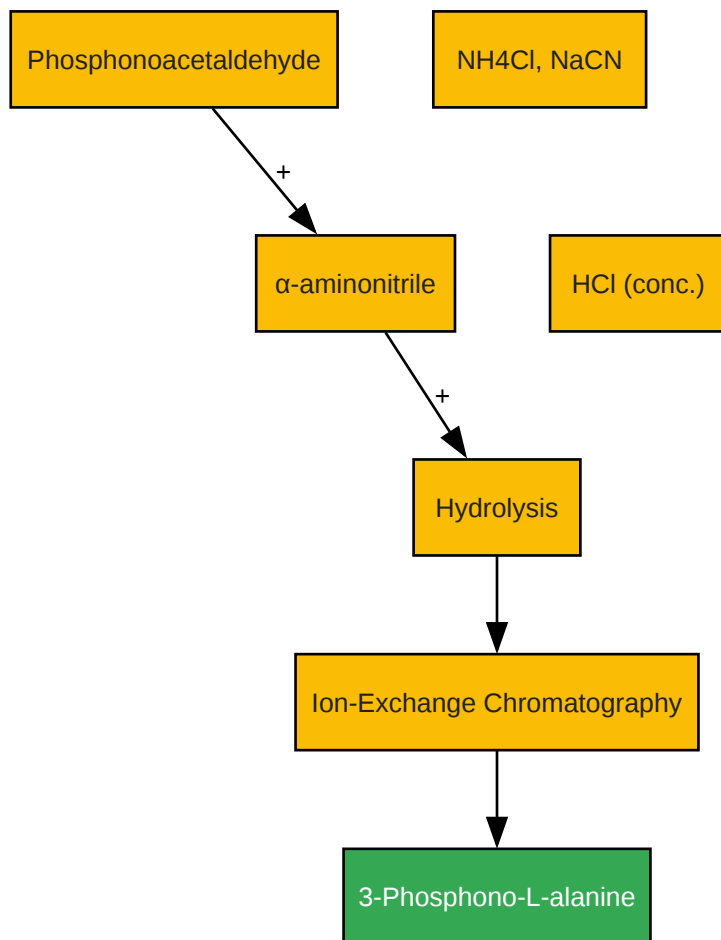 Phosphonoacetaldehyde
NH4Cl, NaCN
+
α-aminonitrile
HCl (conc.)
+
Hydrolysis
Ion-Exchange Chromatography
3-Phosphono-L-alanine